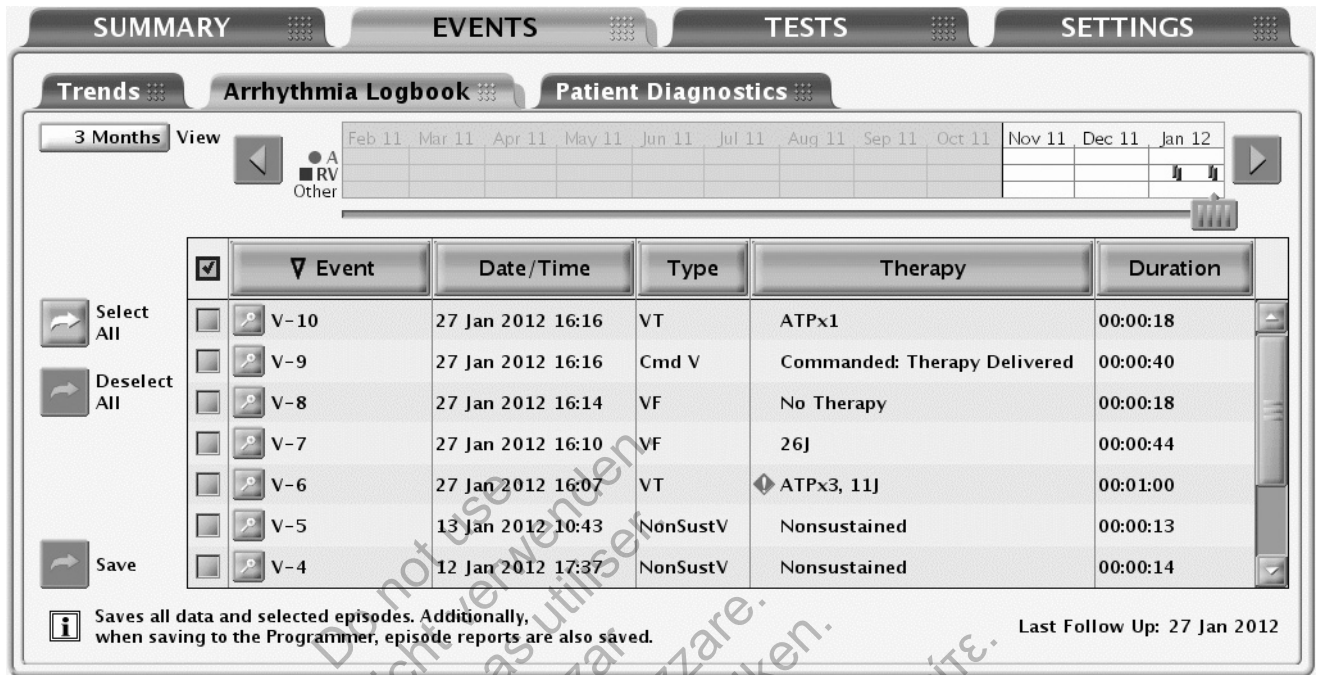 SUMMARY EVENTS TESTS SETTINGS
Trends Arrhythmia Logbook Patient Diagnostics
3 Months View
Feb 11 Mar 11 Apr 11 May 11 Jun 11 Jul 11 Aug 11 Sep 11 Oct 11 Nov 11 Dec 11 Jan 12
A
RV
Other
Event Date/Time Type Therapy Duration
Select All
Deselect All
Save
V-10 27 Jan 2012 16:16 VT ATPx1 00:00:18
V-9 27 Jan 2012 16:16 Cmd V Commanded: Therapy Delivered 00:00:40
V-8 27 Jan 2012 16:14 VF No Therapy 00:00:18
V-7 27 Jan 2012 16:10 VF 26J 00:00:44
V-6 27 Jan 2012 16:07 VT ATPx3, 11J 00:01:00
V-5 13 Jan 2012 10:43 NonSustV Nonsustained 00:00:13
V-4 12 Jan 2012 17:37 NonSustV Nonsustained 00:00:14
i Saves all data and selected episodes. Additionally,
when saving to the Programmer, episode reports are also saved.
Last Follow Up: 27 Jan 2012
Do not use
verwenden
utiliser